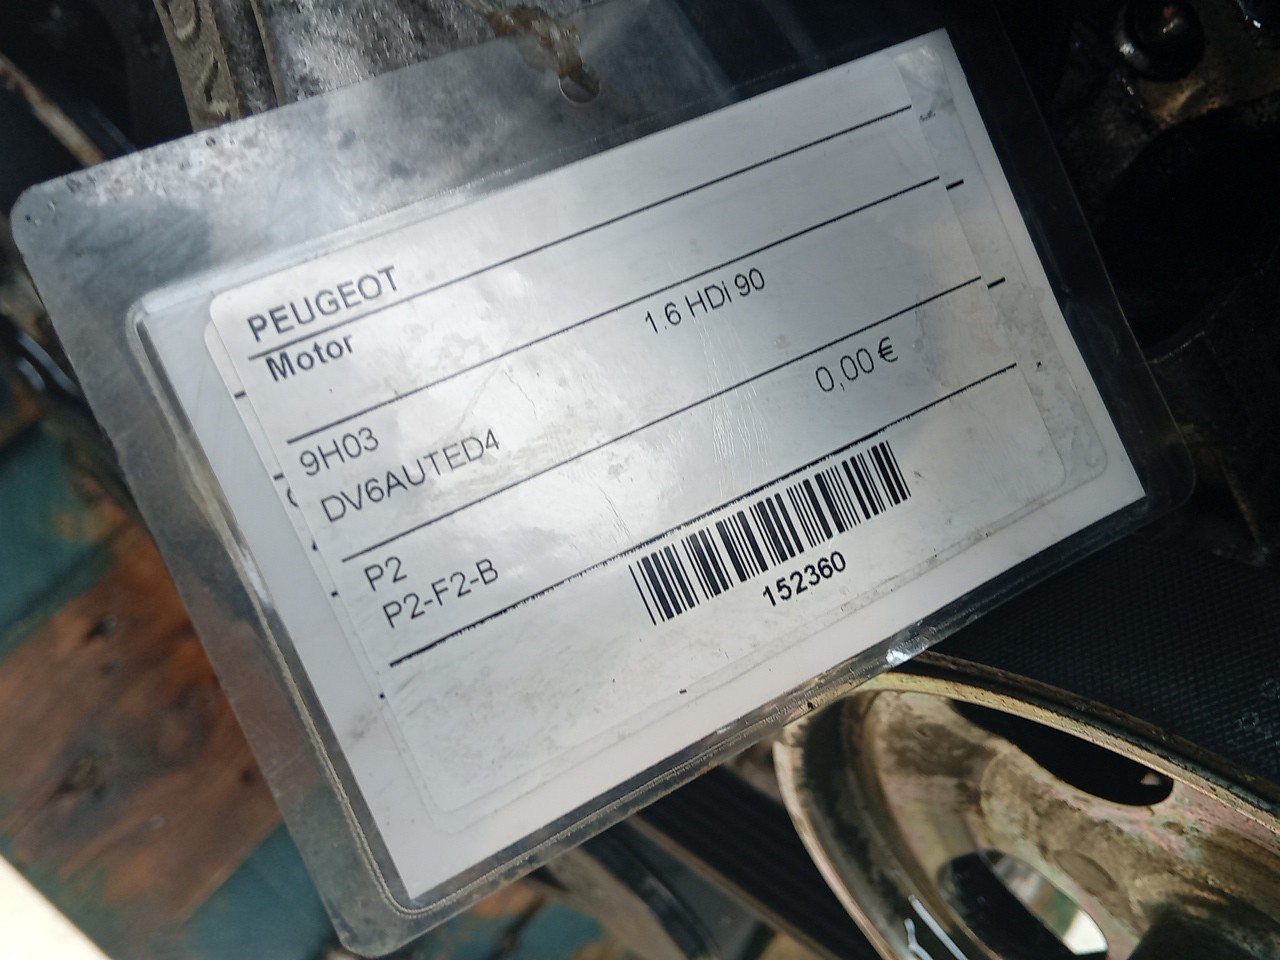 PEUGEOT
Motor
9H03 1.6 HDi 90
DV6AUTED4
P2 0,00 €
P2-F2-B
152360